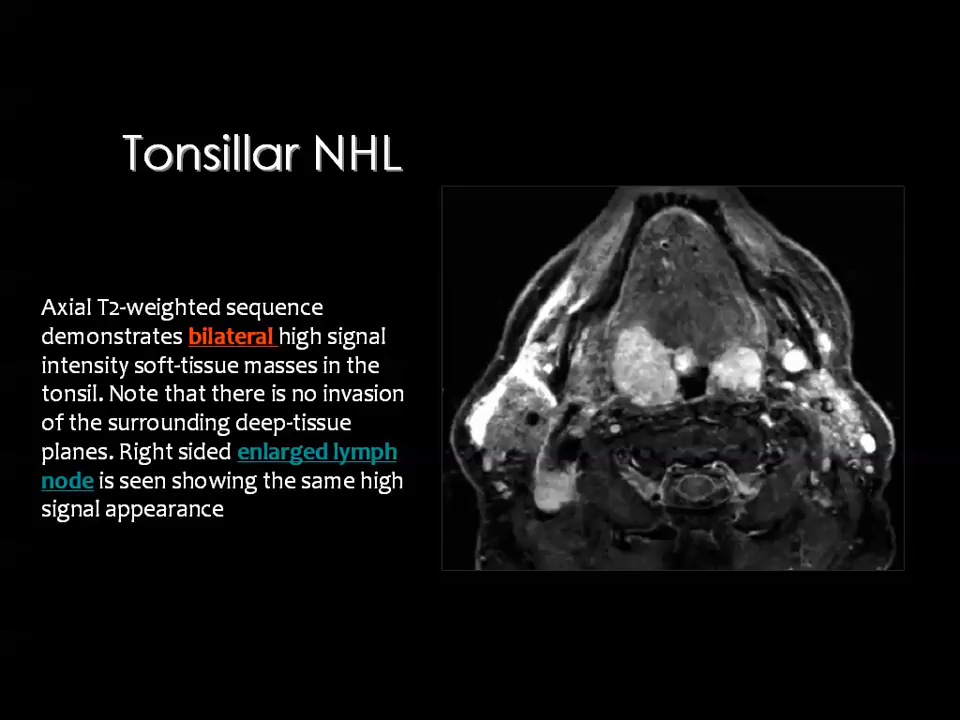 Tonsillar NHL
Axial T2-weighted sequence
demonstrates bilateral high signal
intensity soft-tissue masses in the
tonsil. Note that there is no invasion
of the surrounding deep-tissue
planes. Right sided enlarged lymph
node is seen showing the same high
signal appearance